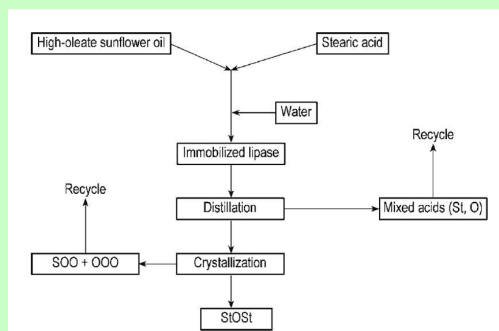 High-oleate sunflower oil
Stearic acid
Water
Immobilized lipase
Recycle
Distillation
Mixed acids (St, O)
Recycle
SOO + OOO
Crystallization
StOSt